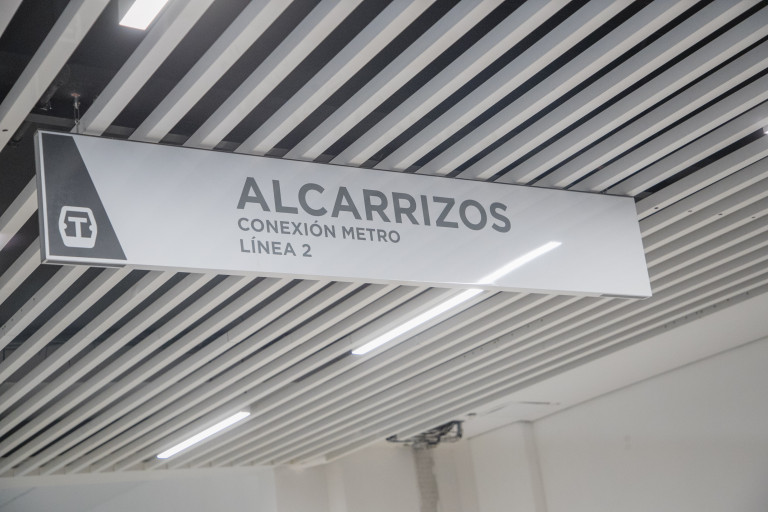 T
ALCARRIZOS
CONEXIÓN METRO
LÍNEA 2